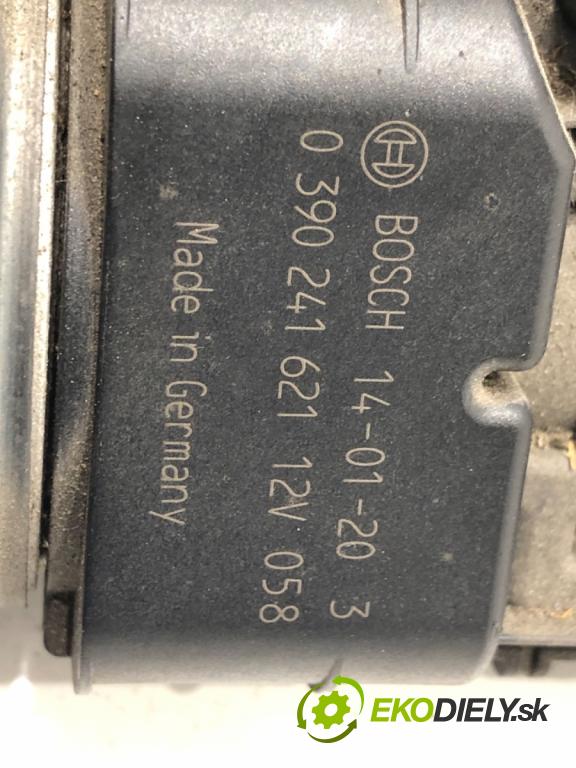 BOSCH 14-01-20 3
0 390 241 621 12V 058
Made in Germany
EKODIELY.sk